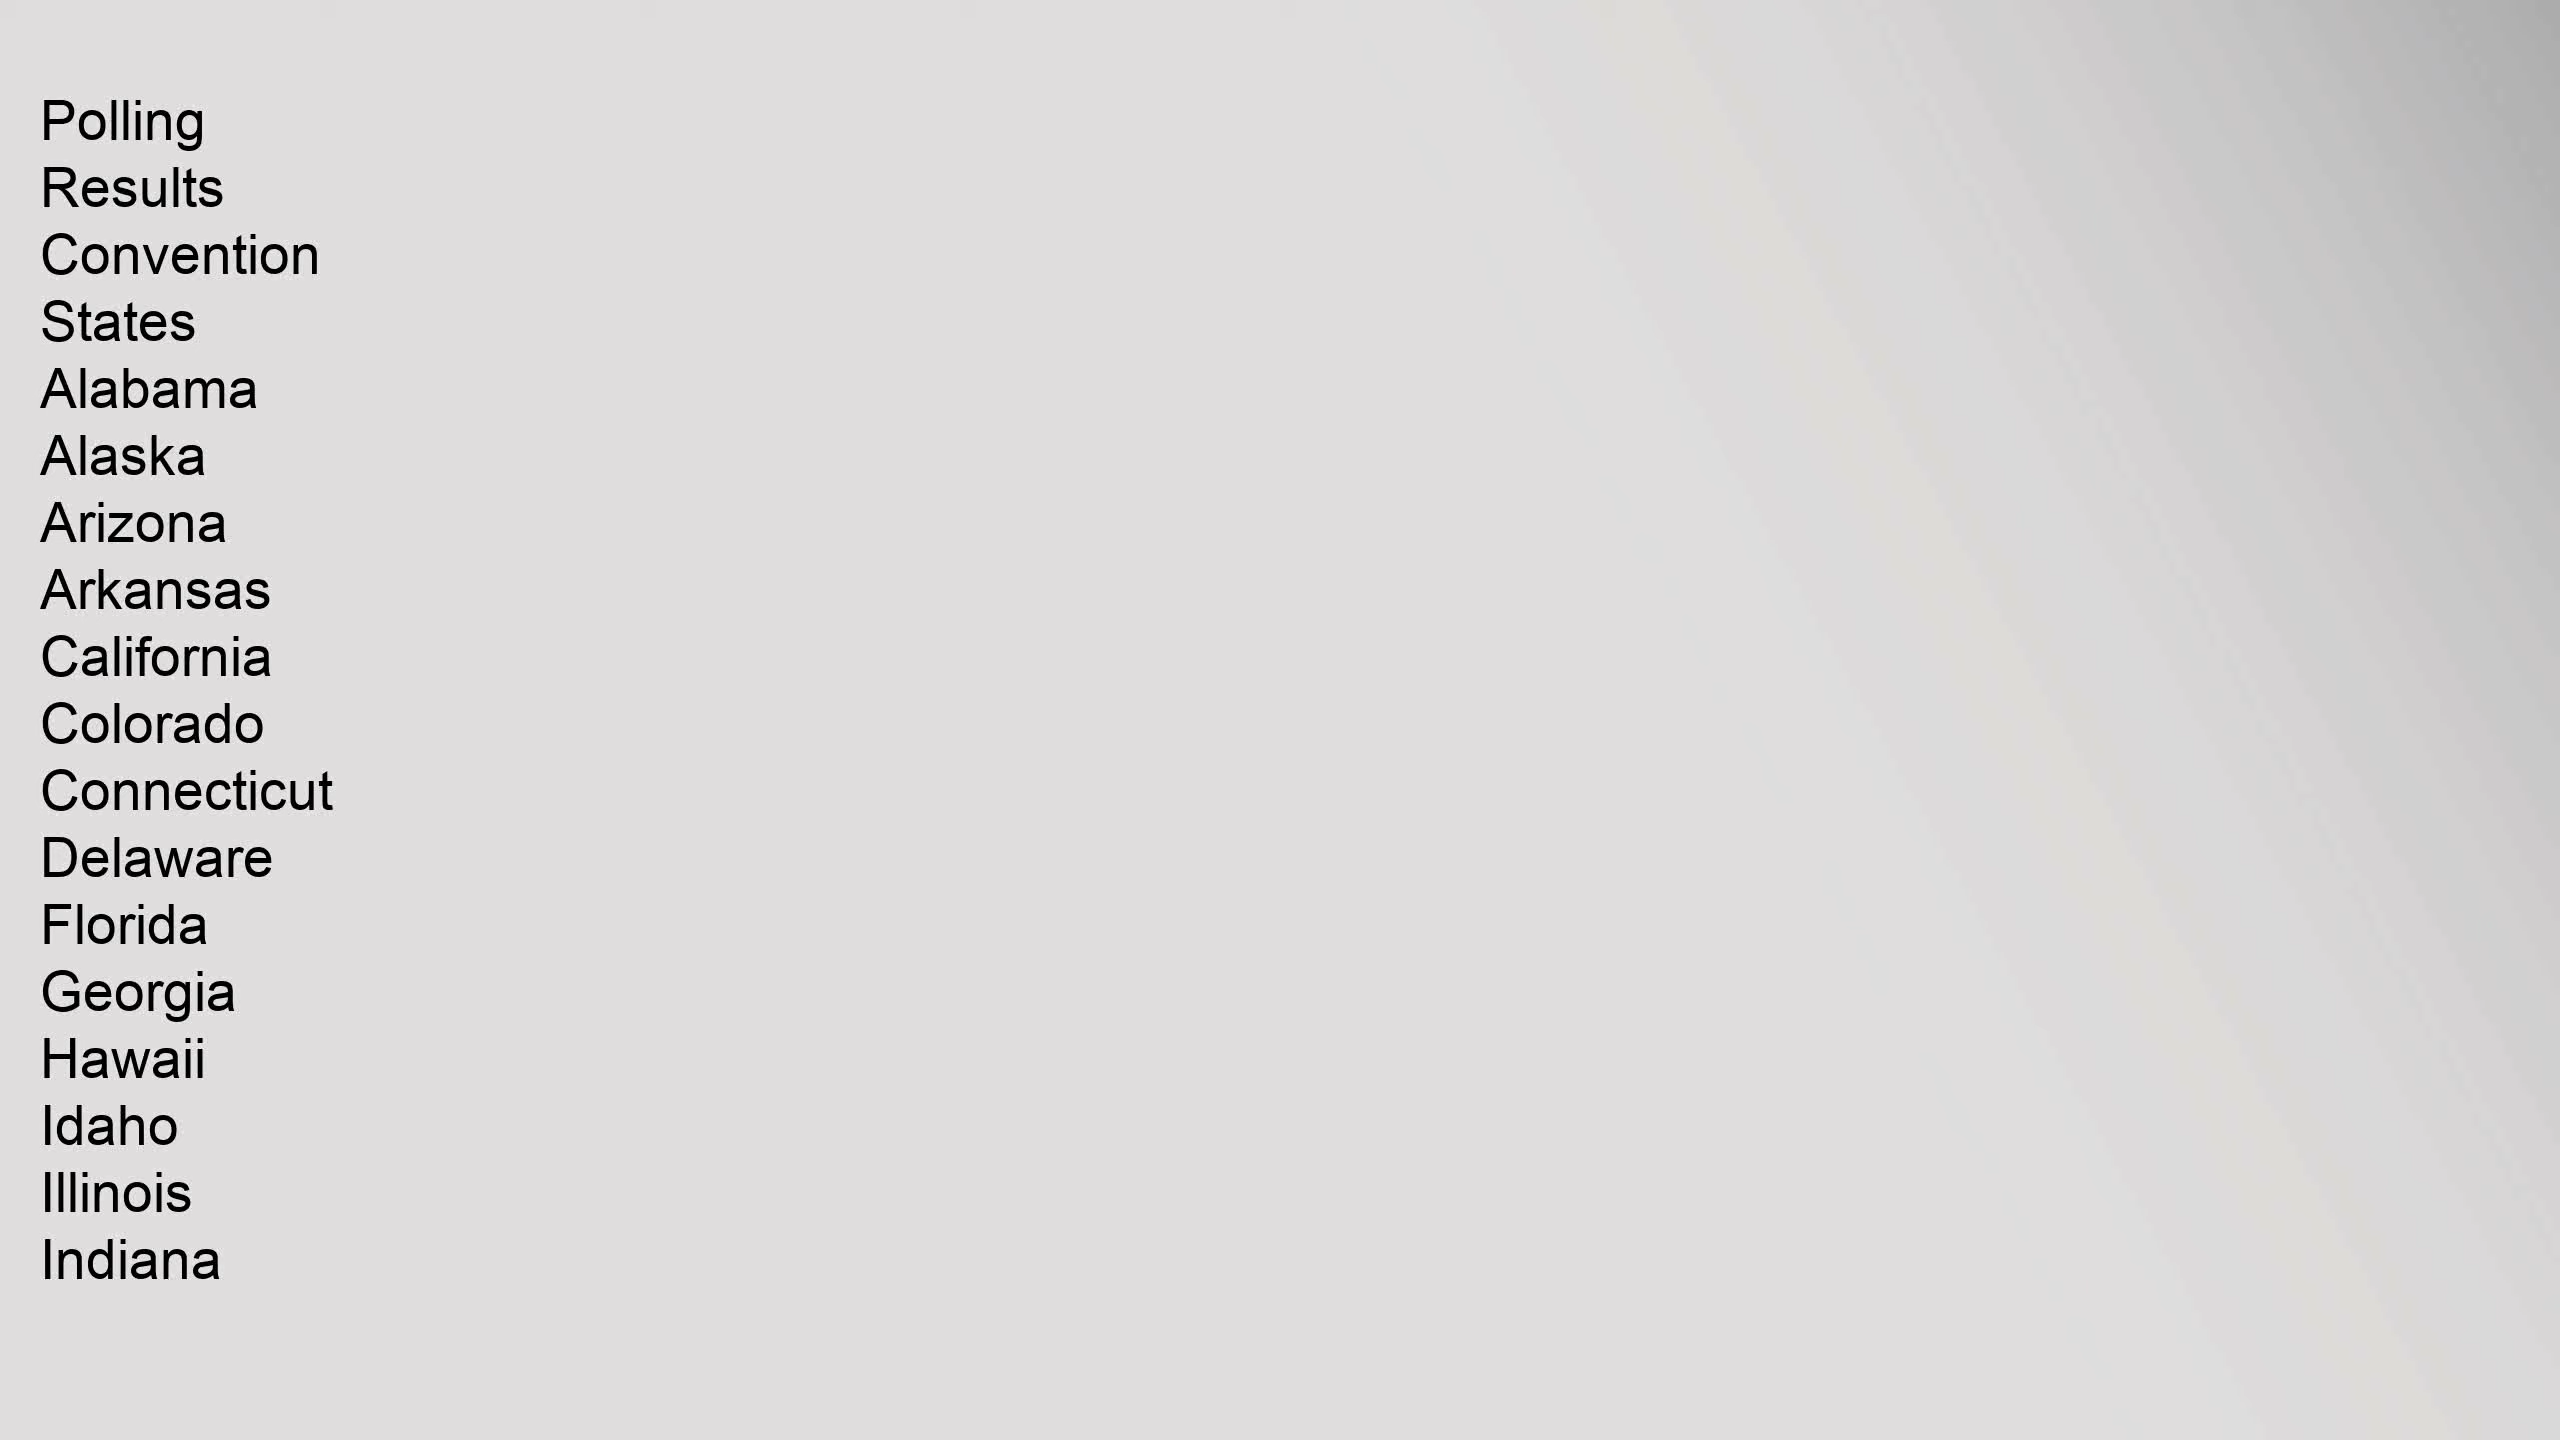 Polling
Results
Convention
States
Alabama
Alaska
Arizona
Arkansas
California
Colorado
Connecticut
Delaware
Florida
Georgia
Hawaii
Idaho
Illinois
Indiana